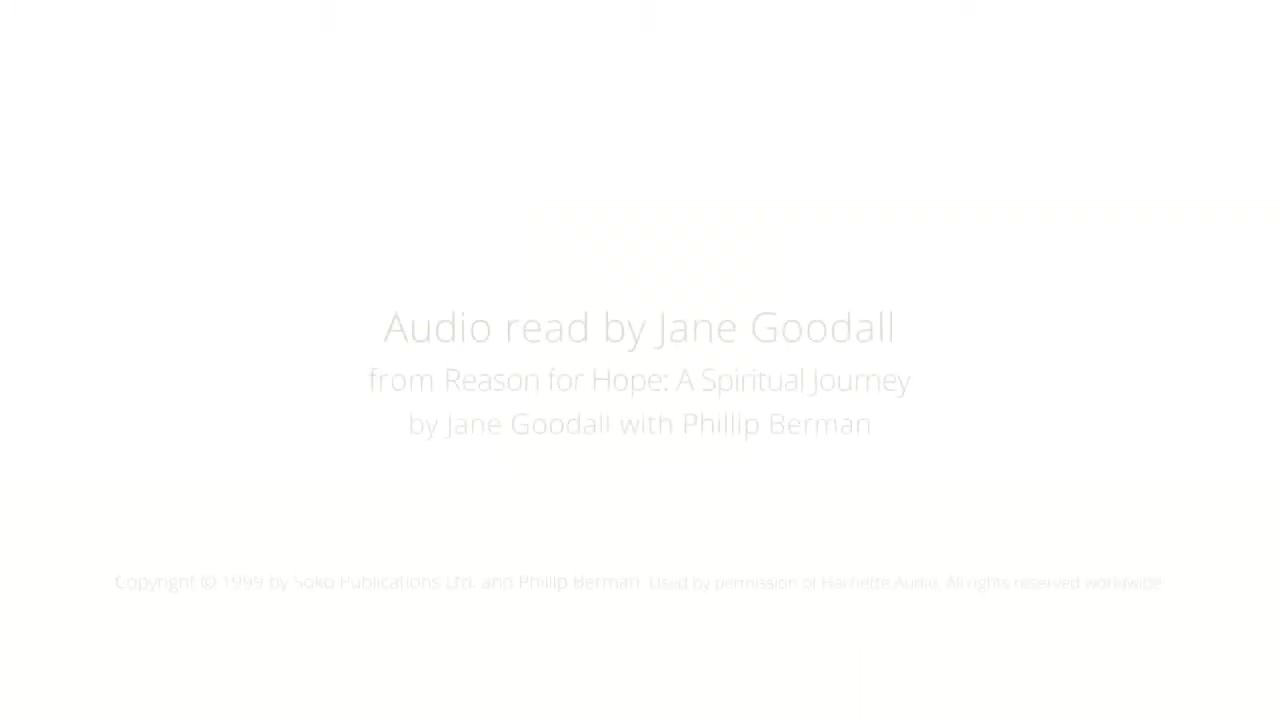 Audio read by Jane Goodall
from Reason for Hope: A Spiritual Journey
by Jane Goodall with Phillip Berman
Copyright © 1999 by Soko Publications Ltd. and Phillip Berman. Used by permission of Hachette Audio. All rights reserved worldwide.